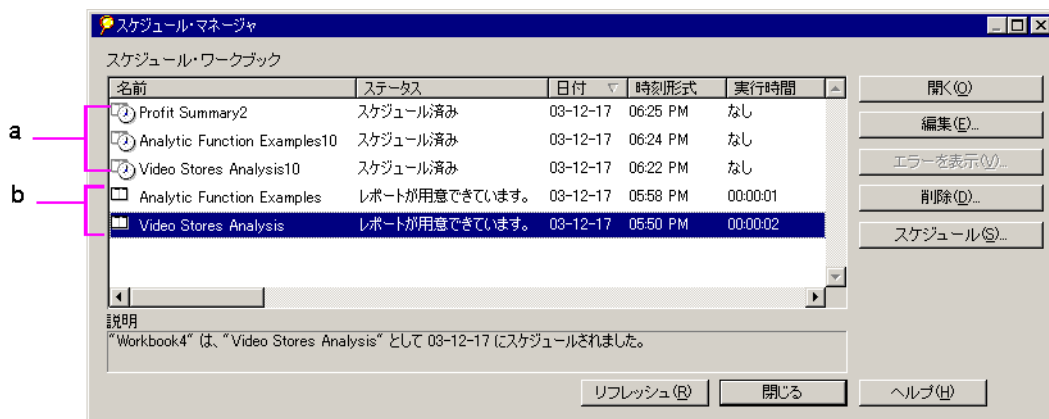 スケジュール・マネージャ
スケジュール・ワークブック
名前 ステータス 日付 時刻形式 実行時間
Profit Summary2 スケジュール済み 03-12-17 06:25 PM なし
Analytic Function Examples10 スケジュール済み 03-12-17 06:24 PM なし
Video Stores Analysis10 スケジュール済み 03-12-17 06:22 PM なし
Analytic Function Examples レポートが用意できています。 03-12-17 05:58 PM 00:00:01
Video Stores Analysis レポートが用意できています。 03-12-17 05:50 PM 00:00:02
a
b
開く(O)
編集(E)...
エラーを表示(V)...
削除(D)...
スケジュール(S)...
説明
"Workbook4" は、"Video Stores Analysis" として 03-12-17 にスケジュールされました。
リフレッシュ(R) 閉じる ヘルプ(H)